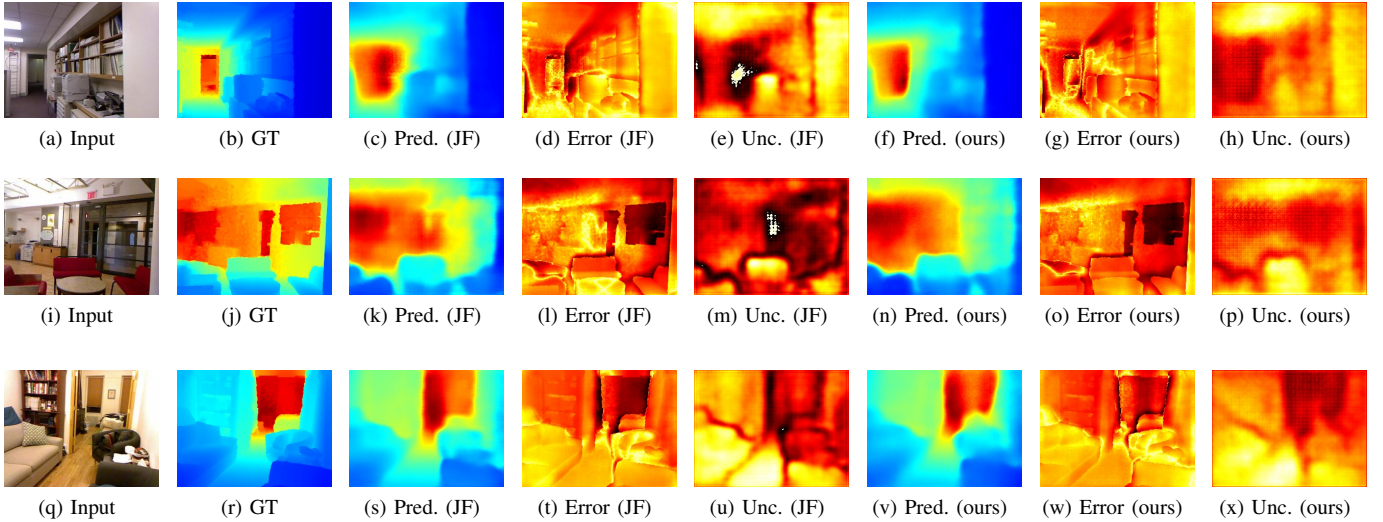 (a) Input (b) GT (c) Pred. (JF) (d) Error (JF) (e) Unc. (JF) (f) Pred. (ours) (g) Error (ours) (h) Unc. (ours)
EXIT
(i) Input (j) GT (k) Pred. (JF) (l) Error (JF) (m) Unc. (JF) (n) Pred. (ours) (o) Error (ours) (p) Unc. (ours)
(q) Input (r) GT (s) Pred. (JF) (t) Error (JF) (u) Unc. (JF) (v) Pred. (ours) (w) Error (ours) (x) Unc. (ours)